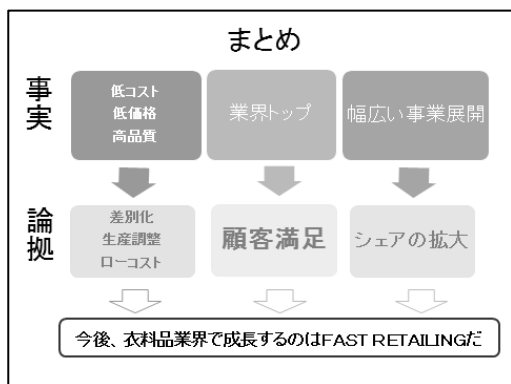 まとめ
事実
低コスト
低価格
高品質
業界トップ
幅広い事業展開
論拠
差別化
生産調整
ローコスト
顧客満足
シェアの拡大
今後、衣料品業界で成長するのはFAST RETAILINGだ